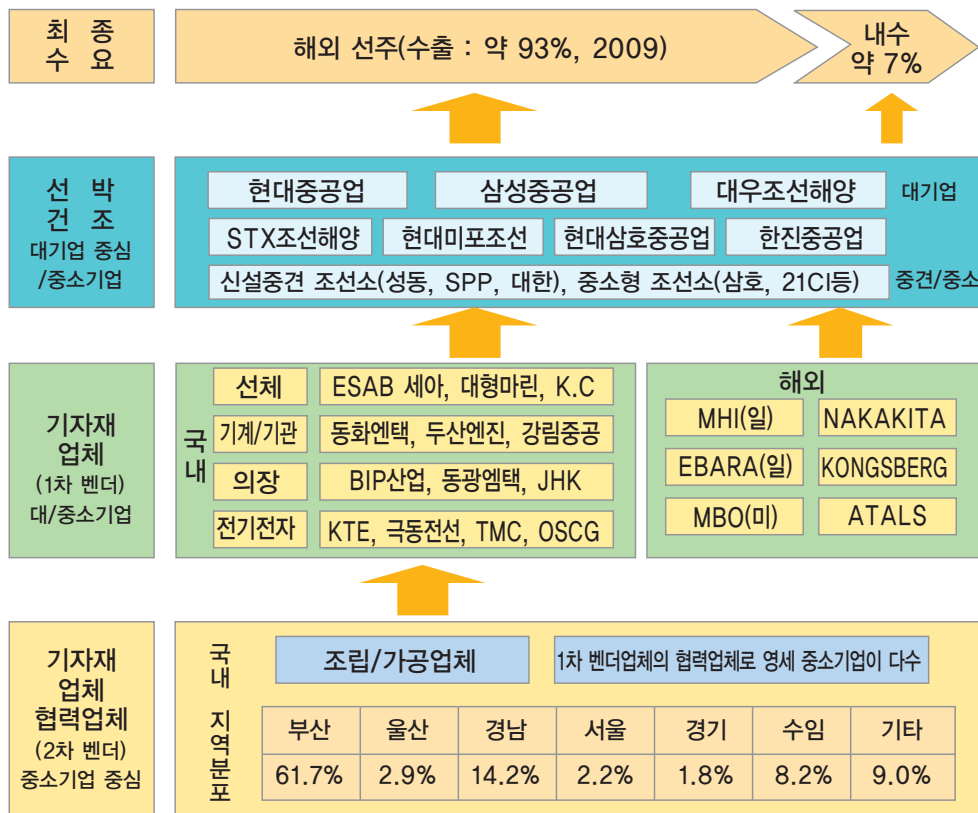 최 종
수 요
해외 선주(수출 : 약 93%, 2009)
내수
약 7%
선 박
건 조
대기업 중심
/중소기업
현대중공업 삼성중공업 대우조선해양 대기업
STX조선해양 현대미포조선 현대삼호중공업 한진중공업
신설중견 조선소(성동, SPP, 대한), 중소형 조선소(삼호, 21CI등) 중견/중소
기자재
업체
(1차 벤더)
대/중소기업
국내
선체 ESAB 세아, 대형마린, K.C
기계/기관 동화엔택, 두산엔진, 강림중공
의장 BIP산업, 동광엠택, JHK
전기전자 KTE, 극동전선, TMC, OSCG
해외
MHI(일) NAKAKITA
EBARA(일) KONGSBERG
MBO(미) ATALS
기자재
업체
협력업체
(2차 벤더)
중소기업 중심
국내
조립/가공업체 1차 벤더업체의 협력업체로 영세 중소기업이 다수
지역분포
부산 울산 경남 서울 경기 수임 기타
61.7% 2.9% 14.2% 2.2% 1.8% 8.2% 9.0%